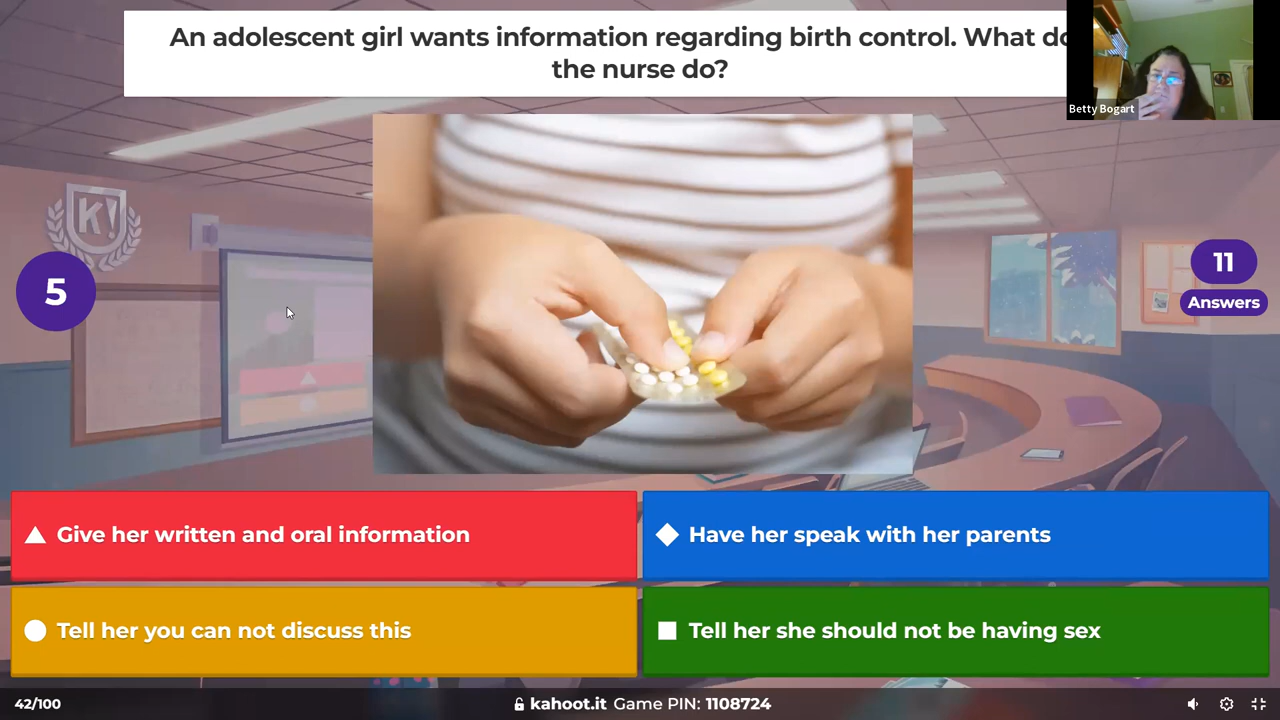 An adolescent girl wants information regarding birth control. What
the nurse do?
Betty Bogart
K!
5
11
Answers
Give her written and oral information
Have her speak with her parents
Tell her you can not discuss this
Tell her she should not be having sex
42/100
kahoot.it Game PIN: 1108724